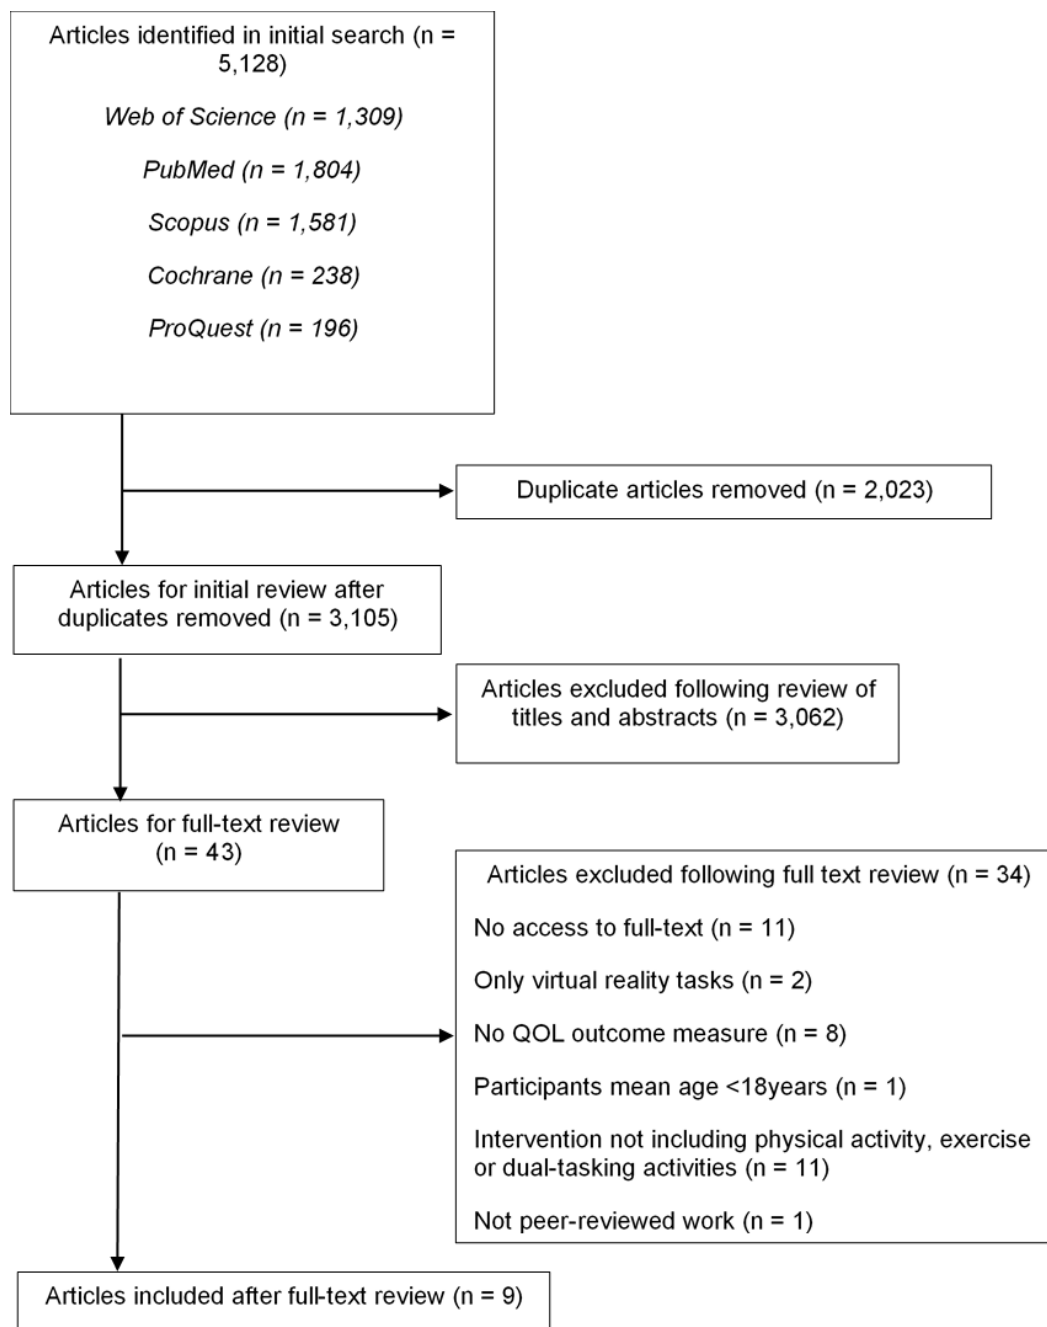 Articles identified in initial search (n =
5,128)
Web of Science (n = 1,309)
PubMed (n = 1,804)
Scopus (n = 1,581)
Cochrane (n = 238)
ProQuest (n = 196)
Duplicate articles removed (n = 2,023)
Articles for initial review after
duplicates removed (n = 3,105)
Articles excluded following review of
titles and abstracts (n = 3,062)
Articles for full-text review
(n = 43)
Articles excluded following full text review (n = 34)
No access to full-text (n = 11)
Only virtual reality tasks (n = 2)
No QOL outcome measure (n = 8)
Participants mean age <18years (n = 1)
Intervention not including physical activity, exercise
or dual-tasking activities (n = 11)
Not peer-reviewed work (n = 1)
Articles included after full-text review (n = 9)